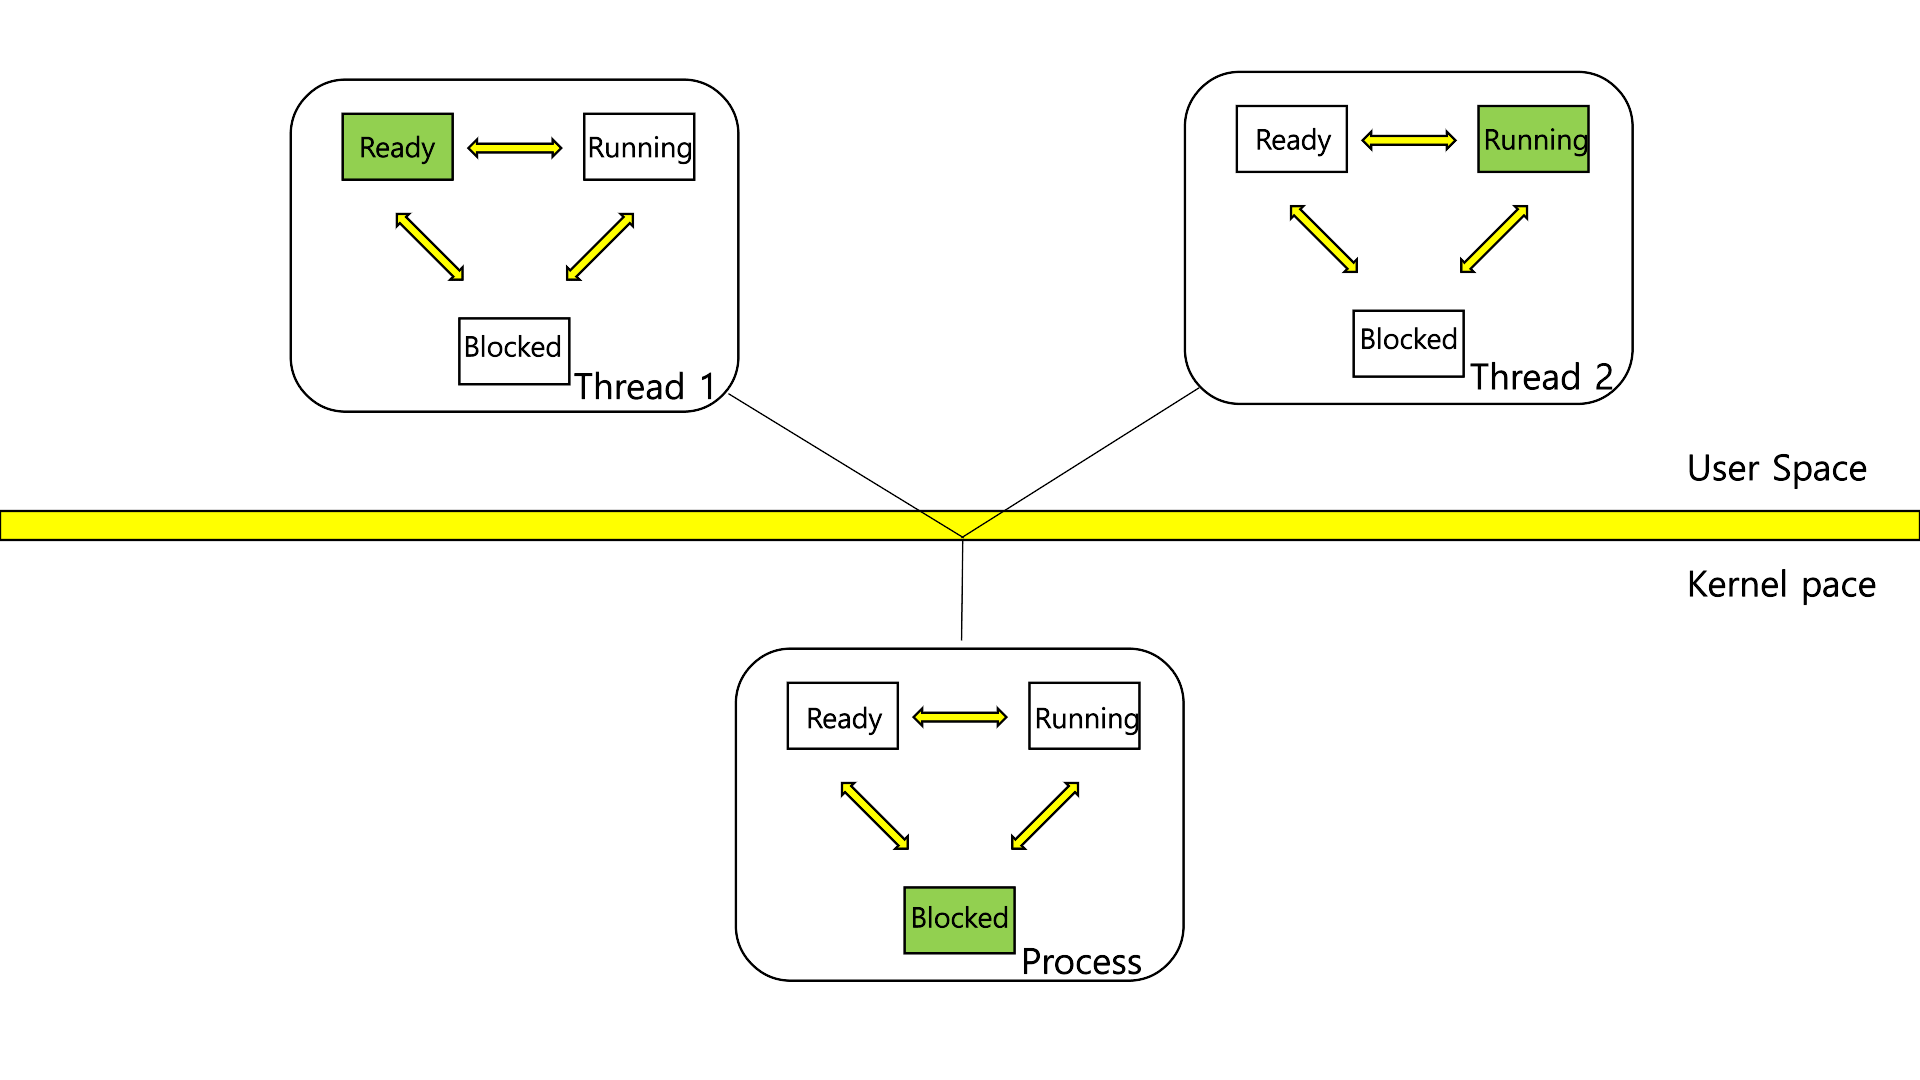 Ready
Running
Blocked
Thread 1
Ready
Running
Blocked
Thread 2
User Space
Kernel pace
Ready
Running
Blocked
Process